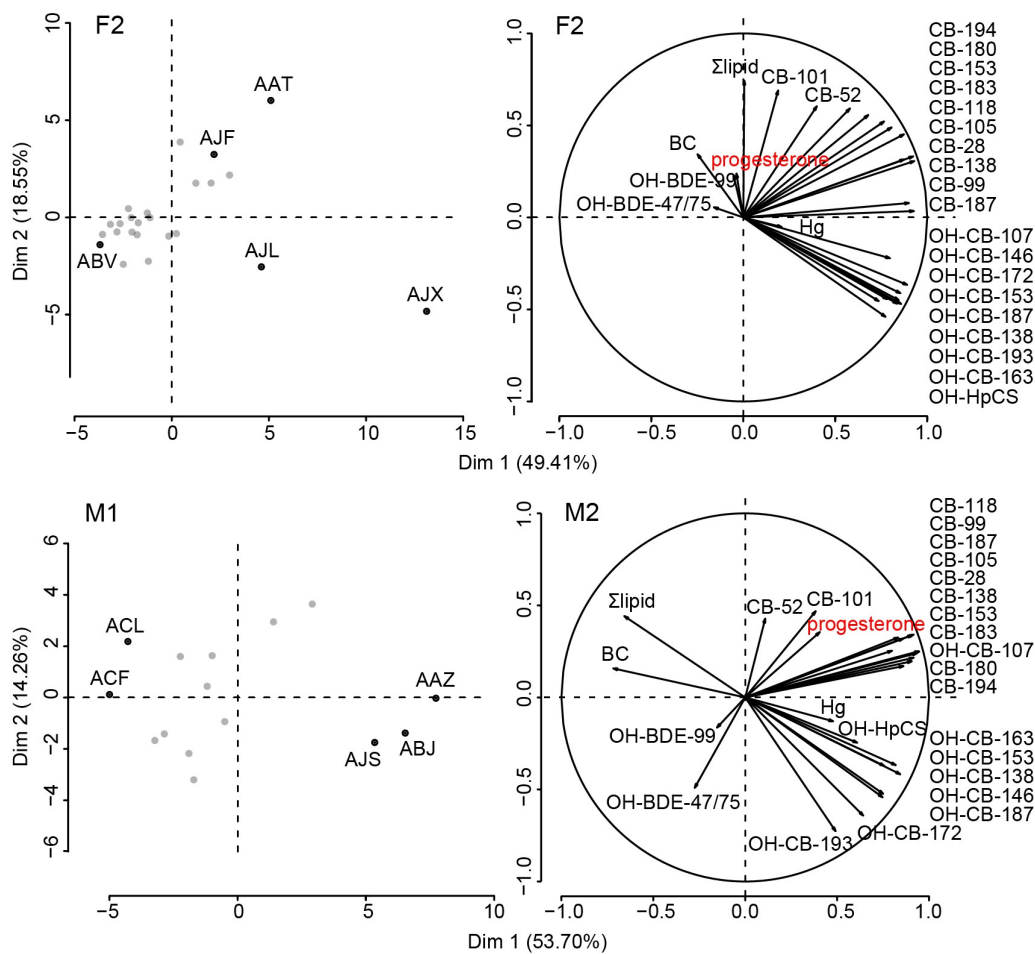 F2
10
5
0
−5
Dim 2 (18.55%)
AAT
AJF
ABV
AJL
AJX
−5
0
5
10
15
F2
1.0
0.5
0.0
−0.5
−1.0
Σlipid
CB-101
CB-52
BC
progesterone
OH-BDE-99
OH-BDE-47/75
Hg
−1.0
−0.5
0.0
0.5
1.0
CB-194
CB-180
CB-153
CB-183
CB-118
CB-105
CB-28
CB-138
CB-99
CB-187
OH-CB-107
OH-CB-146
OH-CB-172
OH-CB-153
OH-CB-187
OH-CB-138
OH-CB-193
OH-CB-163
OH-HpCS
Dim 1 (49.41%)
M1
6
4
2
0
−2
−4
−6
Dim 2 (14.26%)
ACL
ACF
AAZ
AJS
ABJ
−5
0
5
10
M2
1.0
0.5
0.0
−0.5
−1.0
Σlipid
CB-52
CB-101
progesterone
BC
Hg
OH-HpCS
OH-BDE-99
OH-BDE-47/75
OH-CB-193
OH-CB-172
−1.0
−0.5
0.0
0.5
1.0
CB-118
CB-99
CB-187
CB-105
CB-28
CB-138
CB-153
CB-183
OH-CB-107
CB-180
CB-194
OH-CB-163
OH-CB-153
OH-CB-138
OH-CB-146
OH-CB-187
Dim 1 (53.70%)